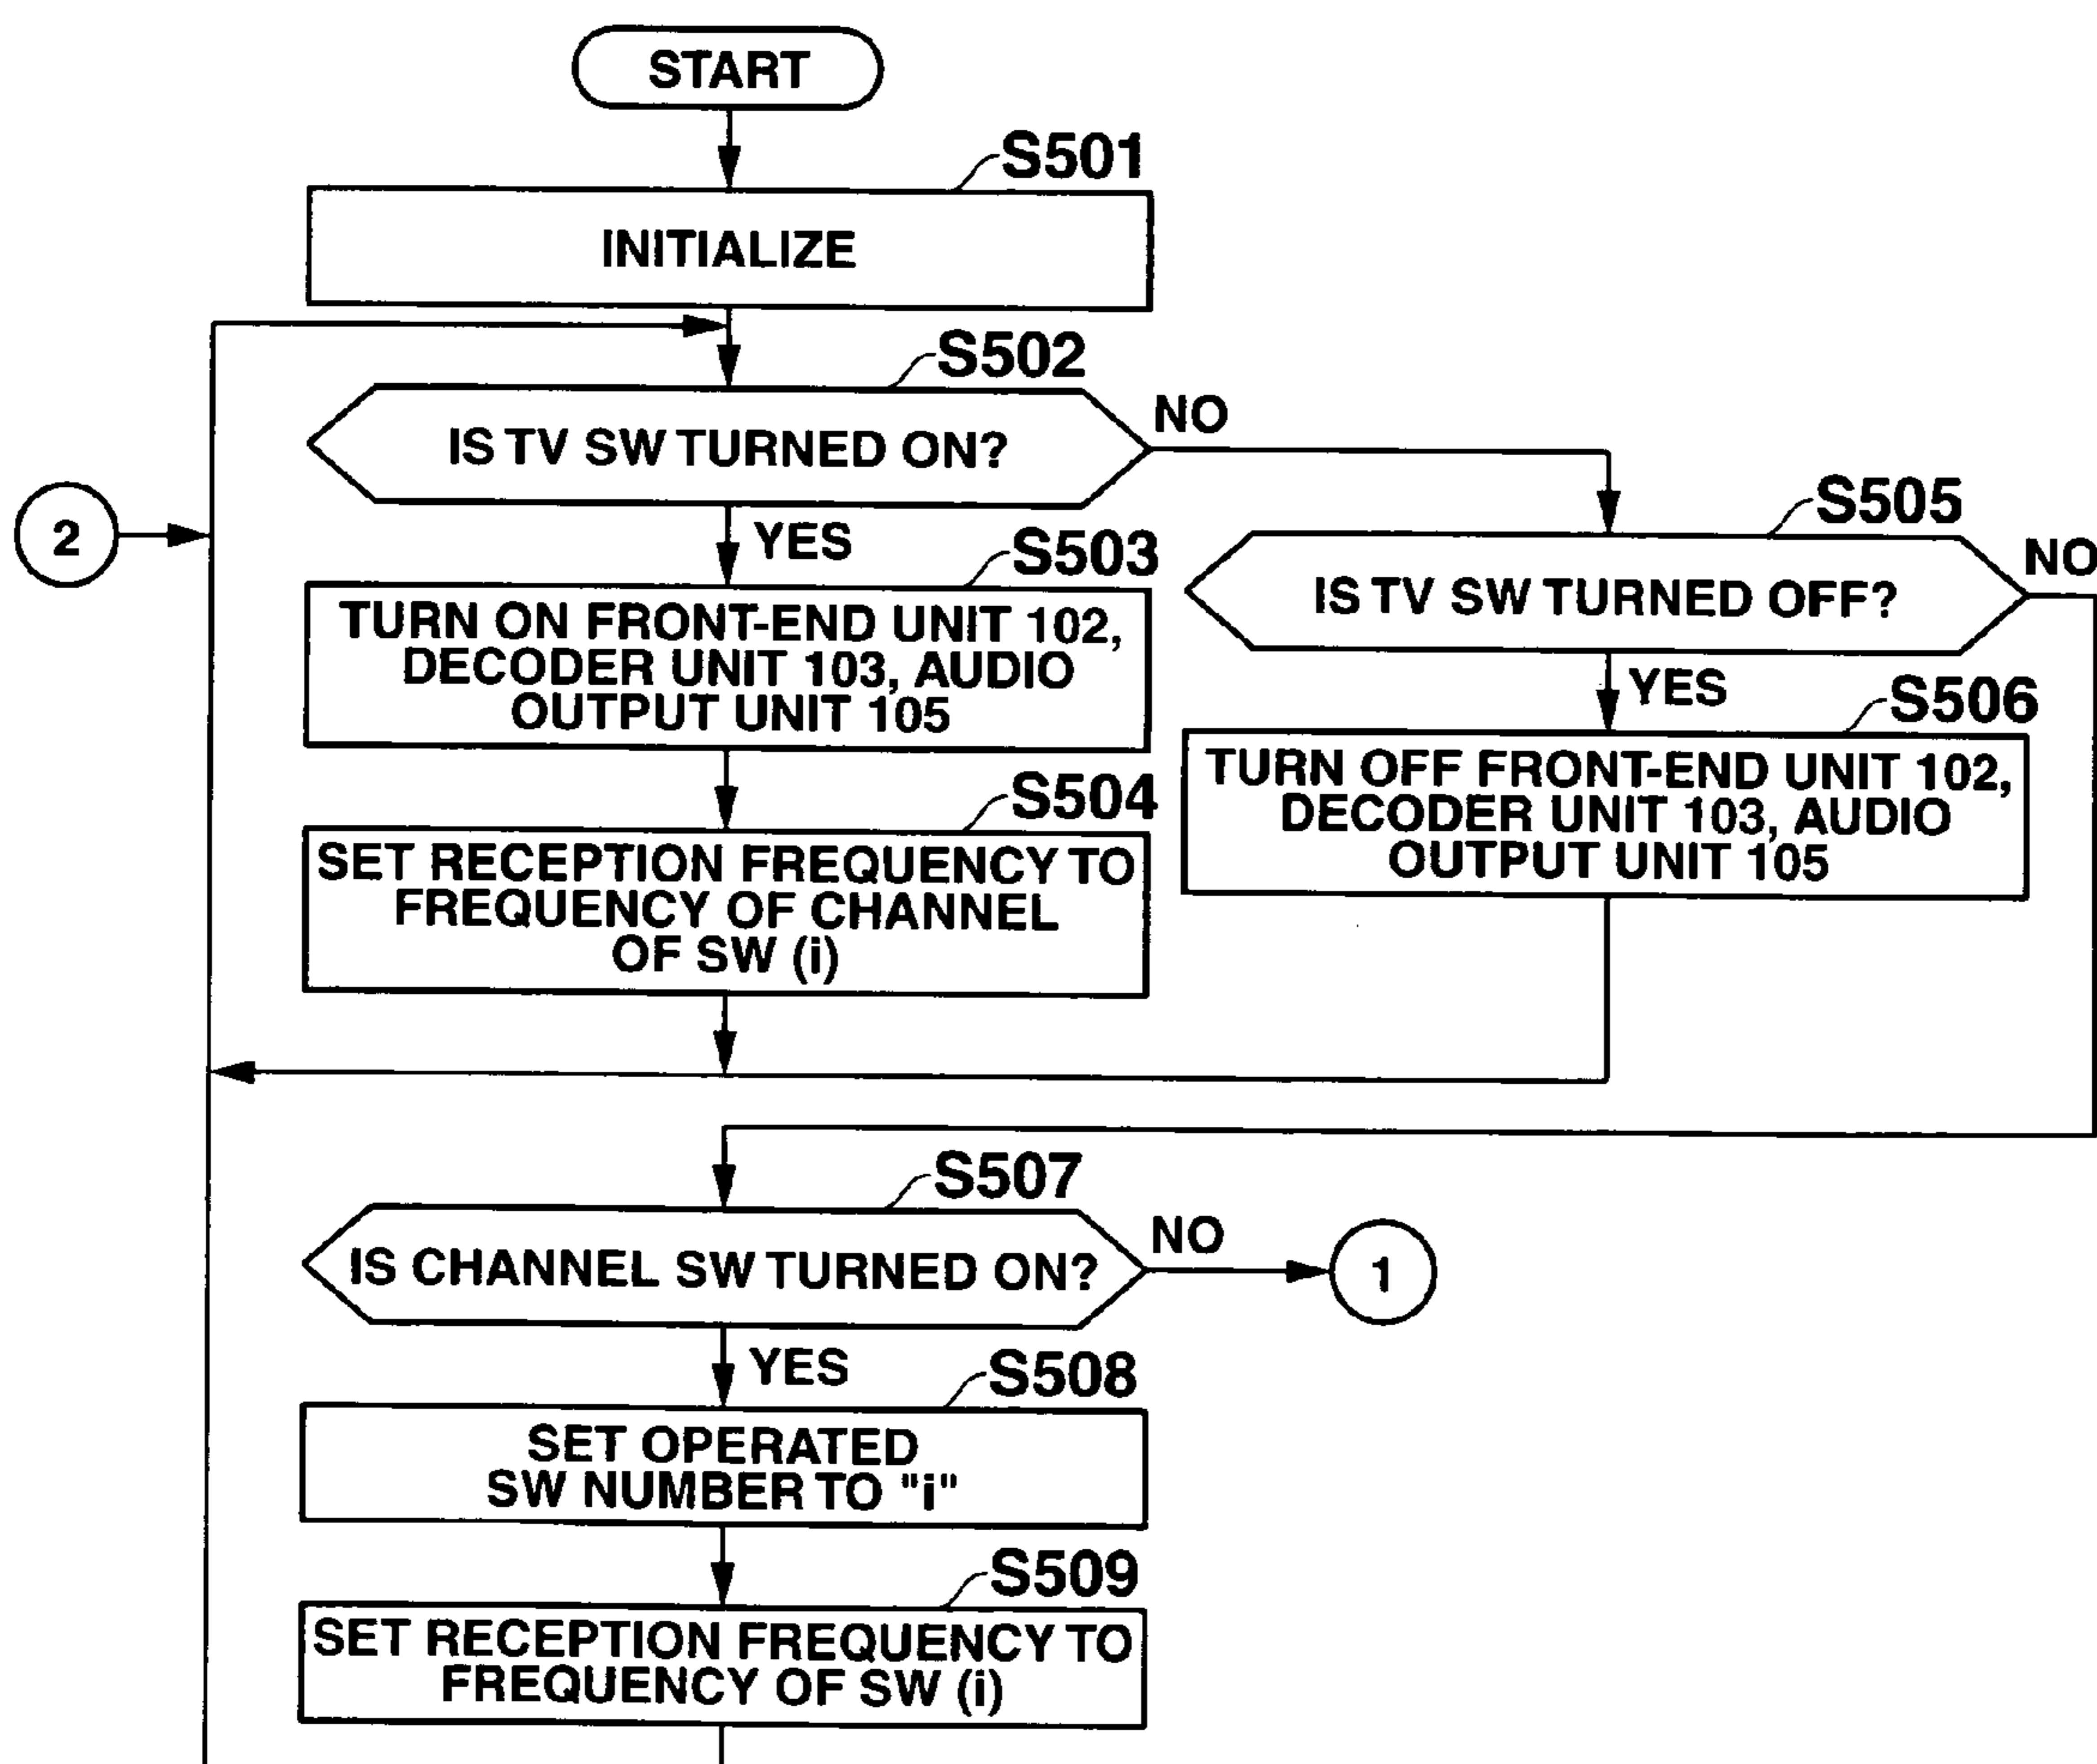 START
S501
INITIALIZE
S502
IS TV SW TURNED ON?
NO
2
YES
S503
TURN ON FRONT-END UNIT 102,
DECODER UNIT 103, AUDIO
OUTPUT UNIT 105
S505
IS TV SW TURNED OFF?
NO
YES
S506
TURN OFF FRONT-END UNIT 102,
DECODER UNIT 103, AUDIO
OUTPUT UNIT 105
S504
SET RECEPTION FREQUENCY TO
FREQUENCY OF CHANNEL
OF SW (i)
S507
IS CHANNEL SW TURNED ON?
NO
1
YES
S508
SET OPERATED
SW NUMBER TO "i"
S509
SET RECEPTION FREQUENCY TO
FREQUENCY OF SW (i)